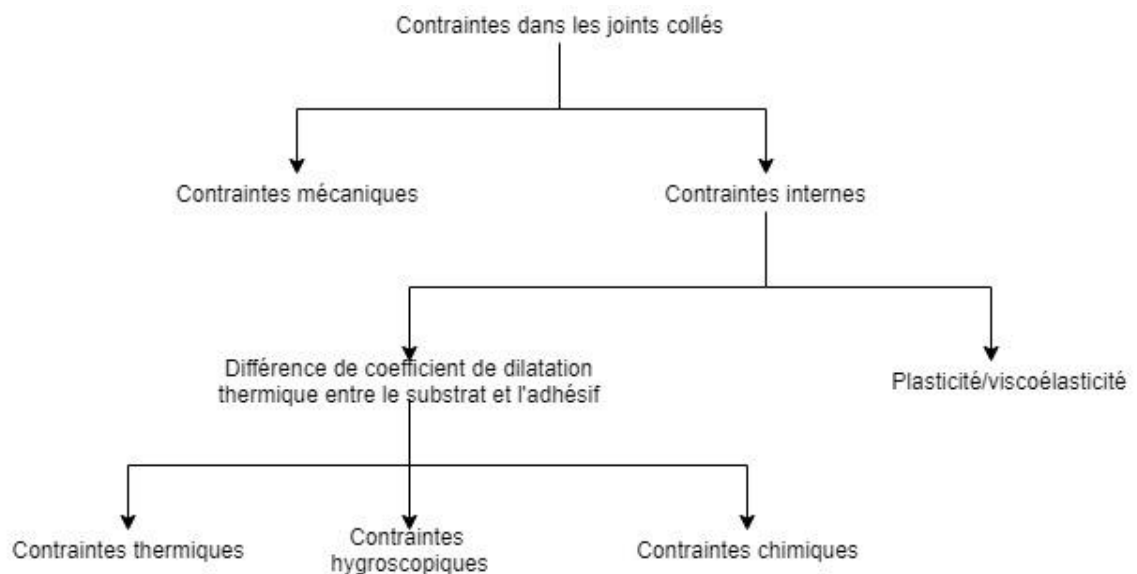 Contraintes dans les joints collés
Contraintes mécaniques
Contraintes internes
Différence de coefficient de dilatation
thermique entre le substrat et l'adhésif
Plasticité/viscoélasticité
Contraintes thermiques
Contraintes
hygroscopiques
Contraintes chimiques